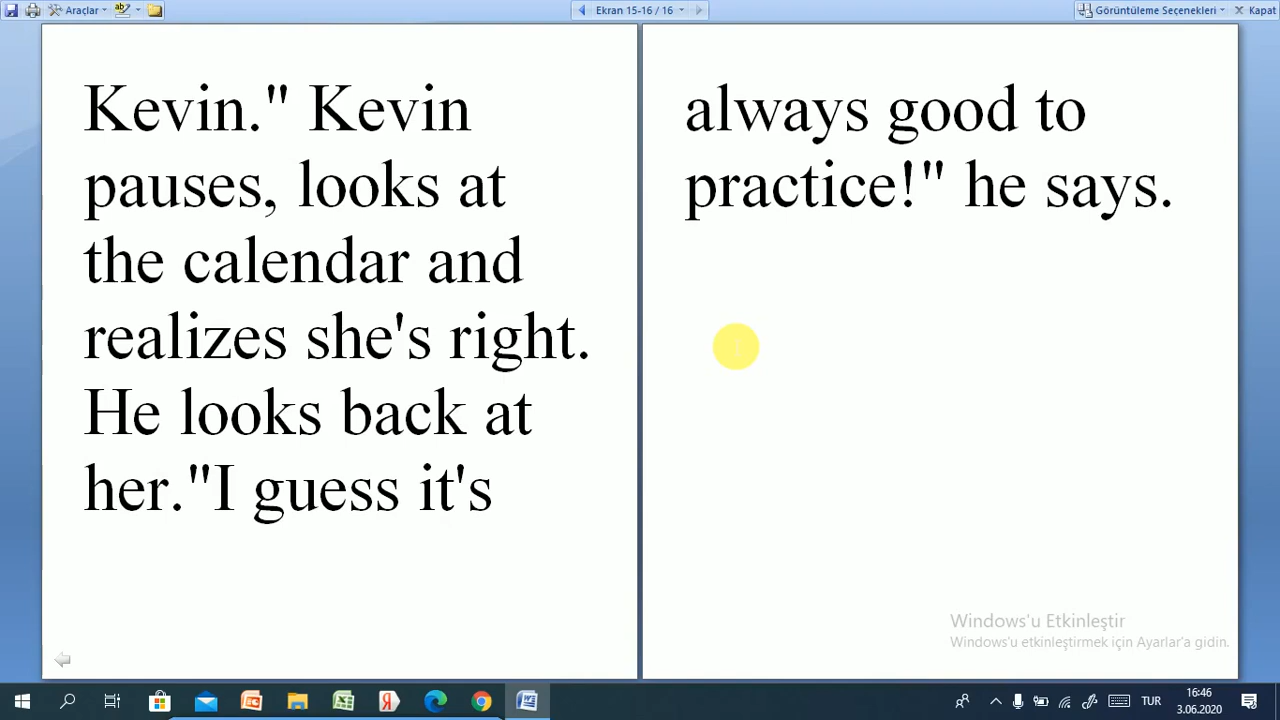 Araçlar
Ekran 15-16 / 16
Görüntüleme Seçenekleri
Kapat
Kevin." Kevin
pauses, looks at
the calendar and
realizes she's right.
He looks back at
her."I guess it's
always good to
practice!" he says.
Windows'u Etkinleştir
Windows'u etkinleştirmek için Ayarlar'a gidin.
TUR
16:46
3.06.2020